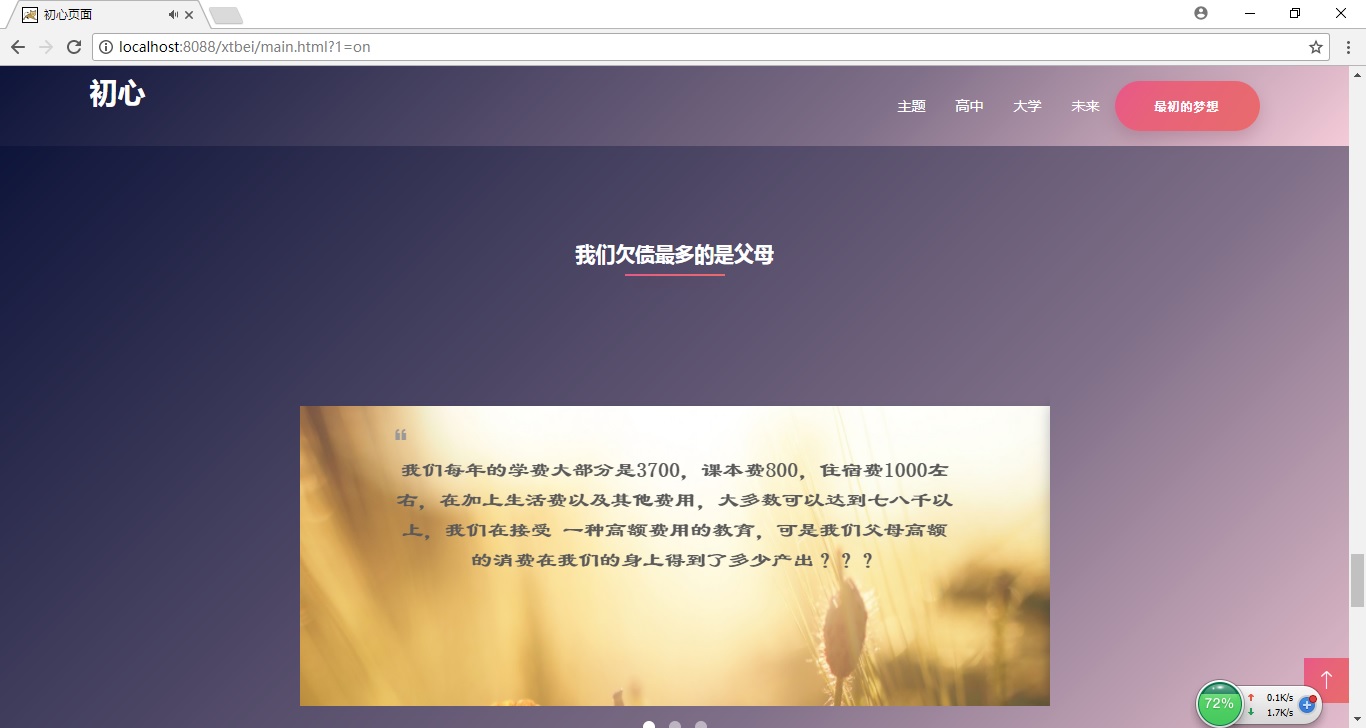 初心页面
localhost:8088/xtbei/main.html?1=on
初心
主题 高中 大学 未来 最初的梦想
我们欠债最多的是父母
“
我们每年的学费大部分是3700，课本费800，住宿费1000左
右，在加上生活费以及其他费用，大多数可以达到七八千以
上，我们在接受 一种高额费用的教育，可是我们父母高额
的消费在我们的身上得到了多少产出？？？
72%
0.1K/s
1.7K/s